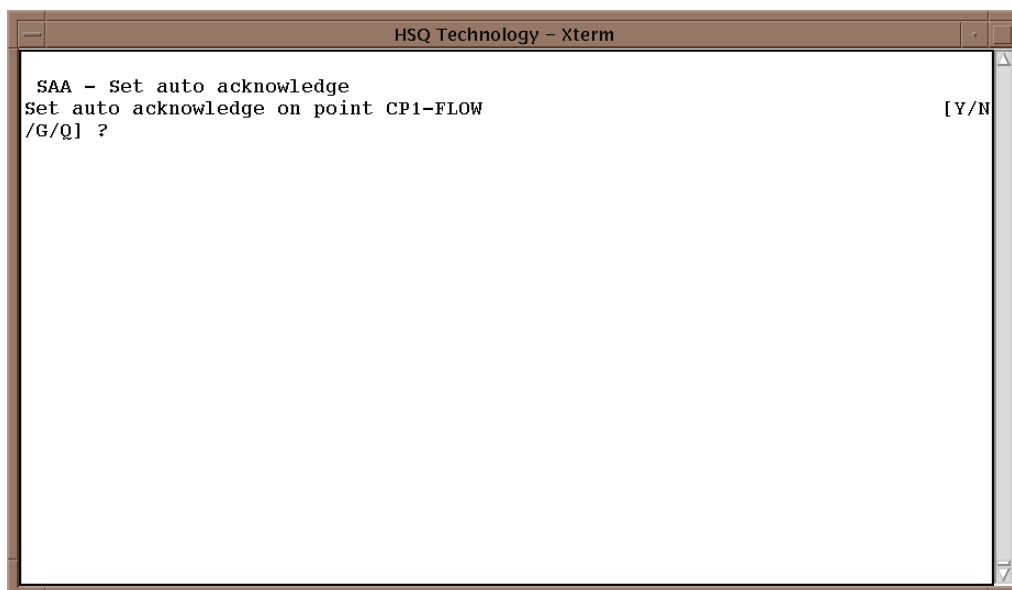 HSQ Technology – Xterm
SAA – Set auto acknowledge
Set auto acknowledge on point CP1-FLOW [Y/N
/G/Q] ?